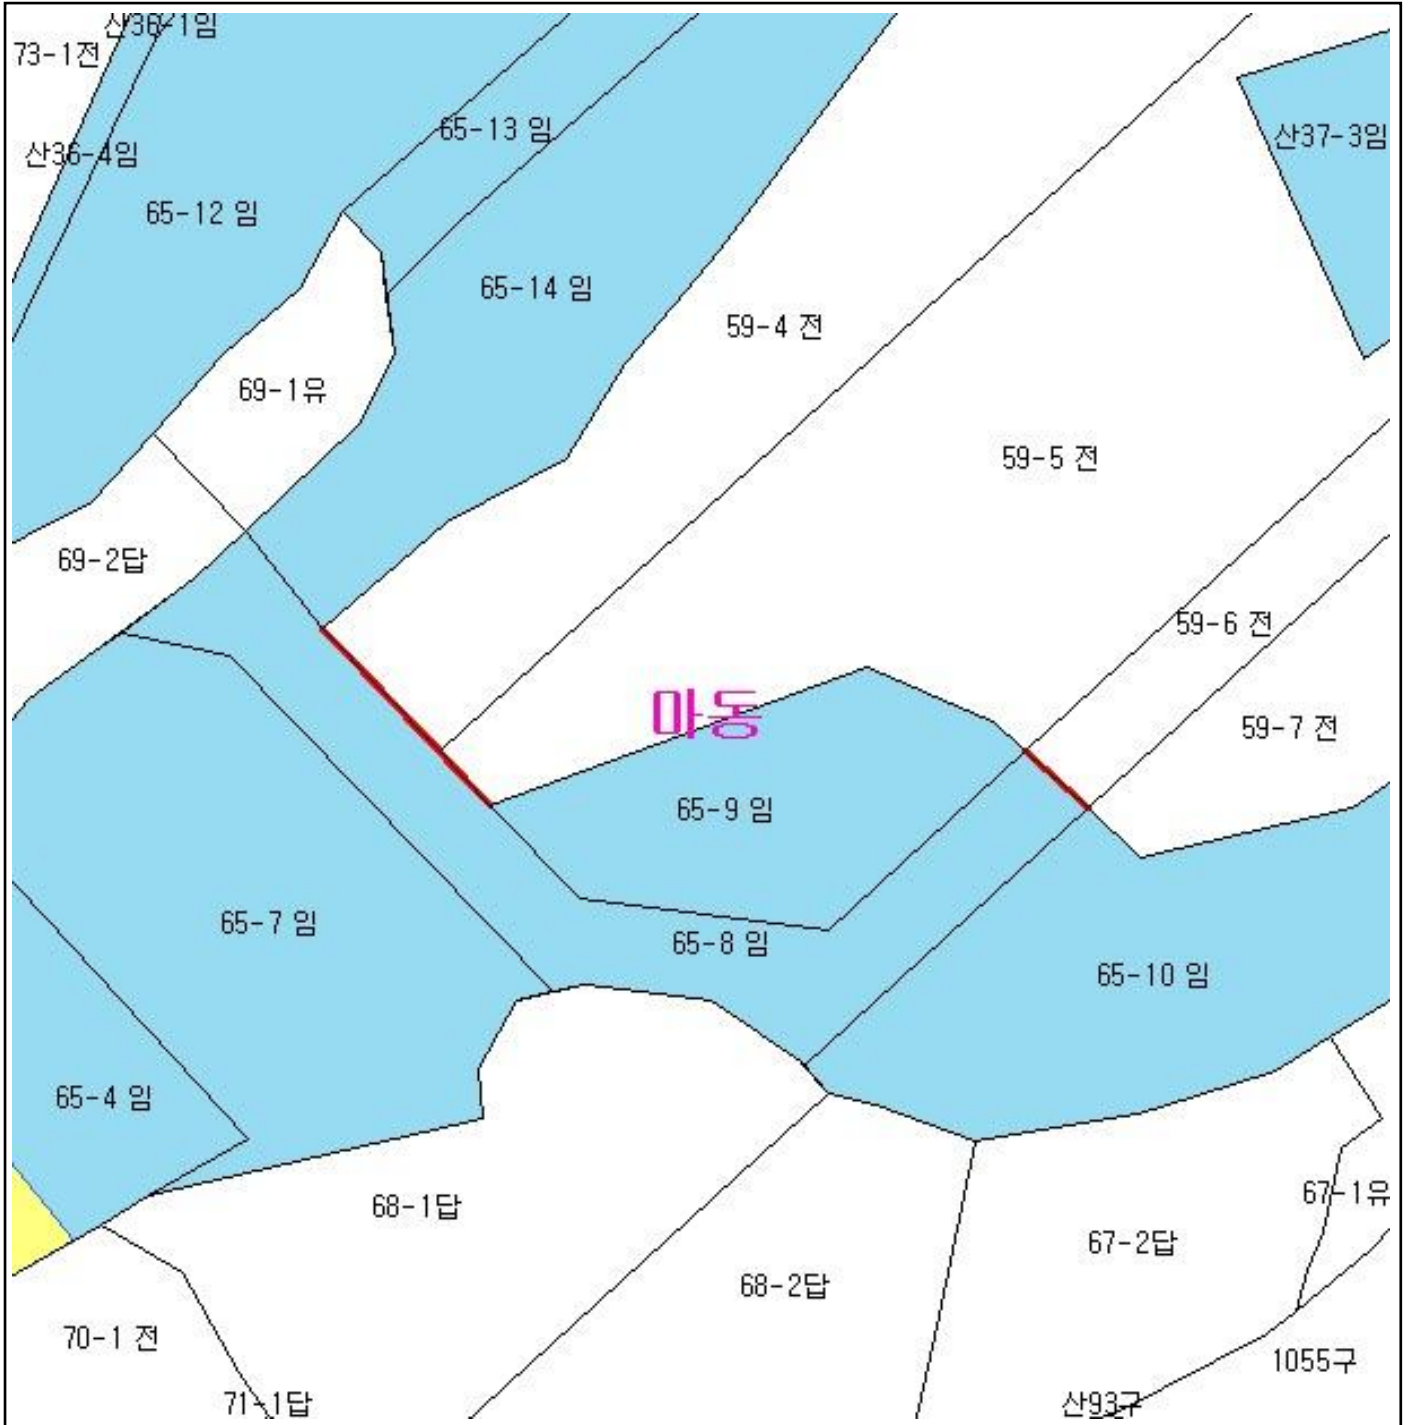 산36-1임
73-1전
65-13 임
산37-3임
산36-4임
65-12 임
65-14 임
59-4 전
69-1유
59-5 전
69-2답
59-6 전
마동
59-7 전
65-9 임
65-7 임
65-8 임
65-10 임
65-4 임
67-1유
68-1답
67-2답
68-2답
70-1 전
1055구
71-1답
산93구